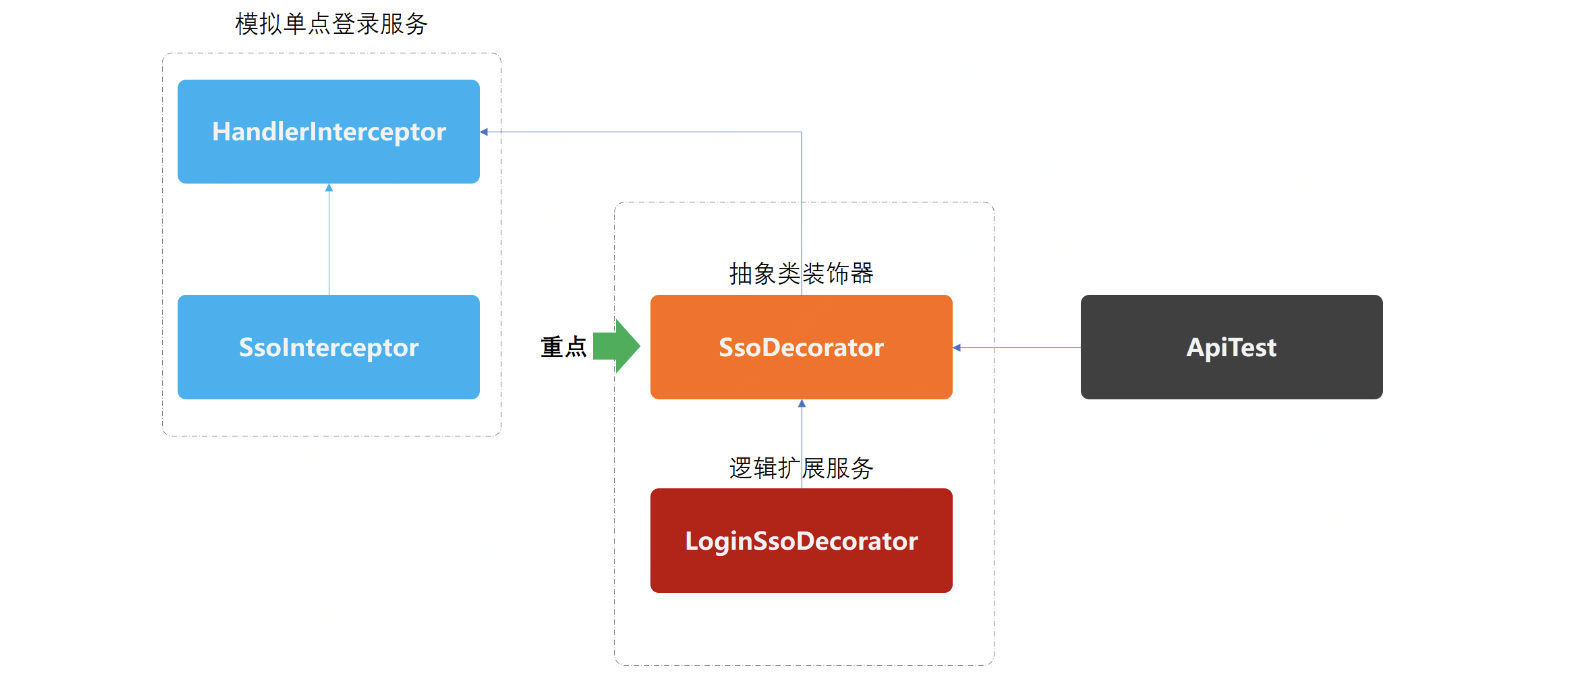 模拟单点登录服务
HandlerInterceptor
抽象类装饰器
SsoInterceptor
重点
SsoDecorator
ApiTest
逻辑扩展服务
LoginSsoDecorator